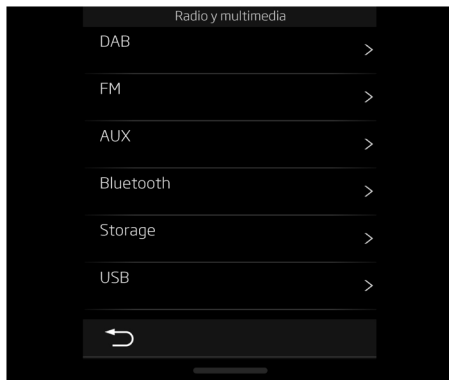 Radio y multimedia
DAB
FM
AUX
Bluetooth
Storage
USB